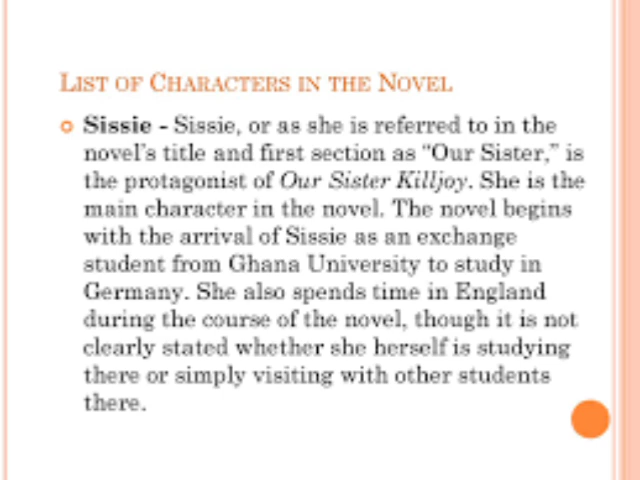 LIST OF CHARACTERS IN THE NOVEL
Sissie - Sissie, or as she is referred to in the
novel's title and first section as “Our Sister,” is
the protagonist of Our Sister Killjoy. She is the
main character in the novel. The novel begins
with the arrival of Sissie as an exchange
student from Ghana University to study in
Germany. She also spends time in England
during the course of the novel, though it is not
clearly stated whether she herself is studying
there or simply visiting with other students
there.